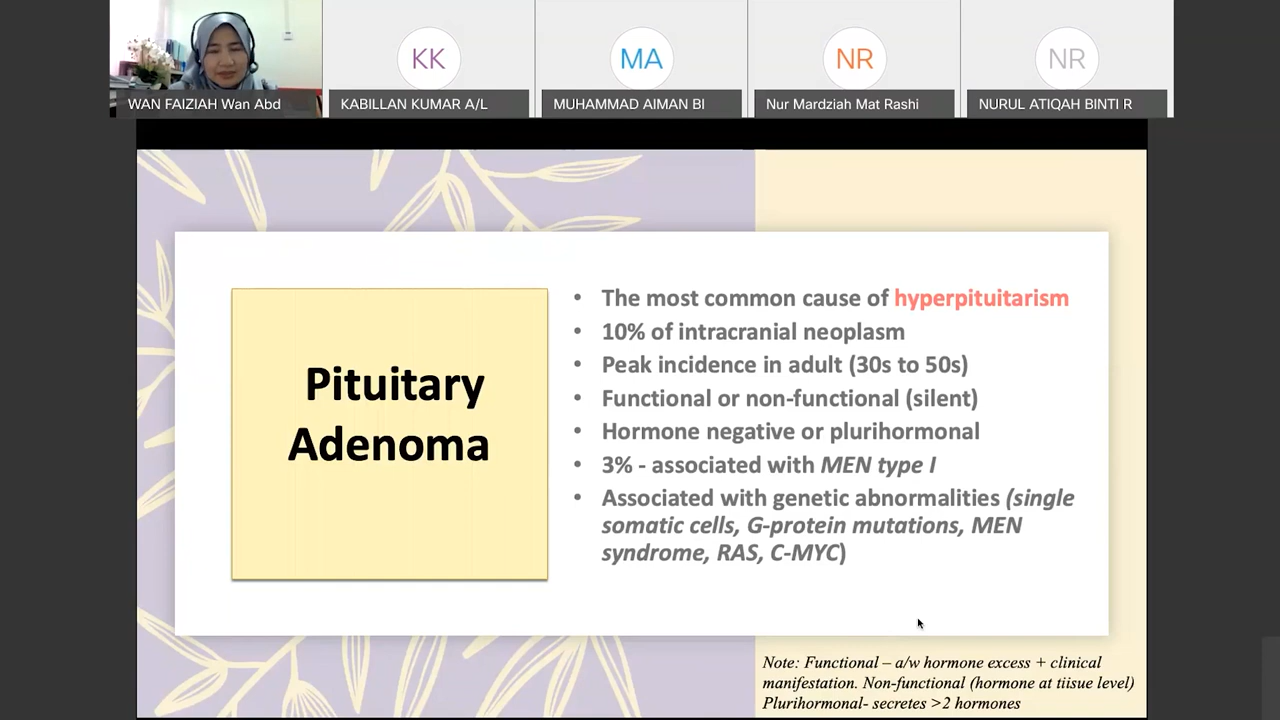 KK
MA
NR
NR
WAN FAIZIAH Wan Abd
KABILLAN KUMAR A/L
MUHAMMAD AIMAN BI
Nur Mardziah Mat Rashi
NURUL ATIQAH BINTI R
Pituitary
Adenoma
• The most common cause of hyperpituitarism
• 10% of intracranial neoplasm
• Peak incidence in adult (30s to 50s)
• Functional or non-functional (silent)
• Hormone negative or plurihormonal
• 3% - associated with MEN type I
• Associated with genetic abnormalities (single
somatic cells, G-protein mutations, MEN
syndrome, RAS, C-MYC)
Note: Functional – a/w hormone excess + clinical
manifestation. Non-functional (hormone at tiisue level)
Plurihormonal- secretes >2 hormones